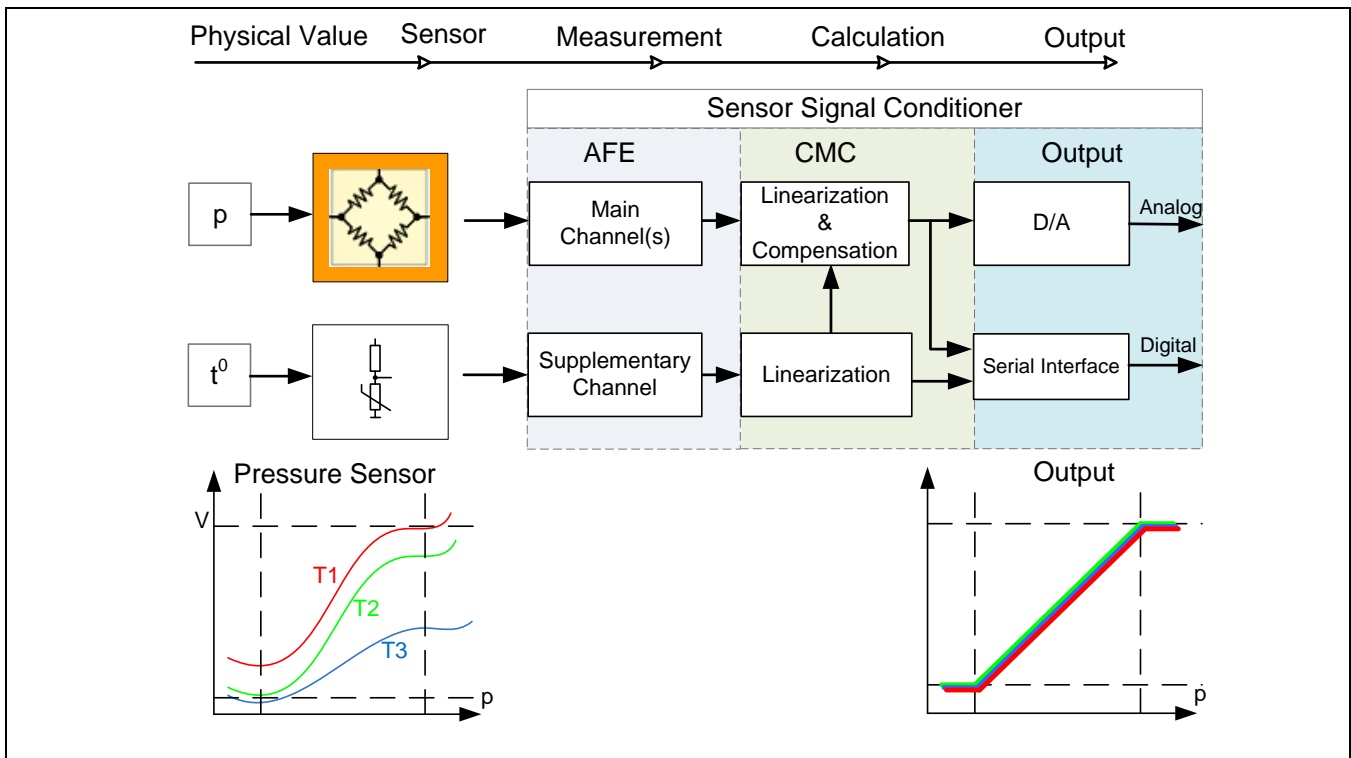 Physical Value Sensor Measurement Calculation Output
Sensor Signal Conditioner
AFE CMC Output
p
Main
Channel(s)
Linearization
&
Compensation
D/A
Analog
t⁰
Supplementary
Channel
Linearization
Serial Interface
Digital
Pressure Sensor
V
T1
T2
T3
p
Output
p